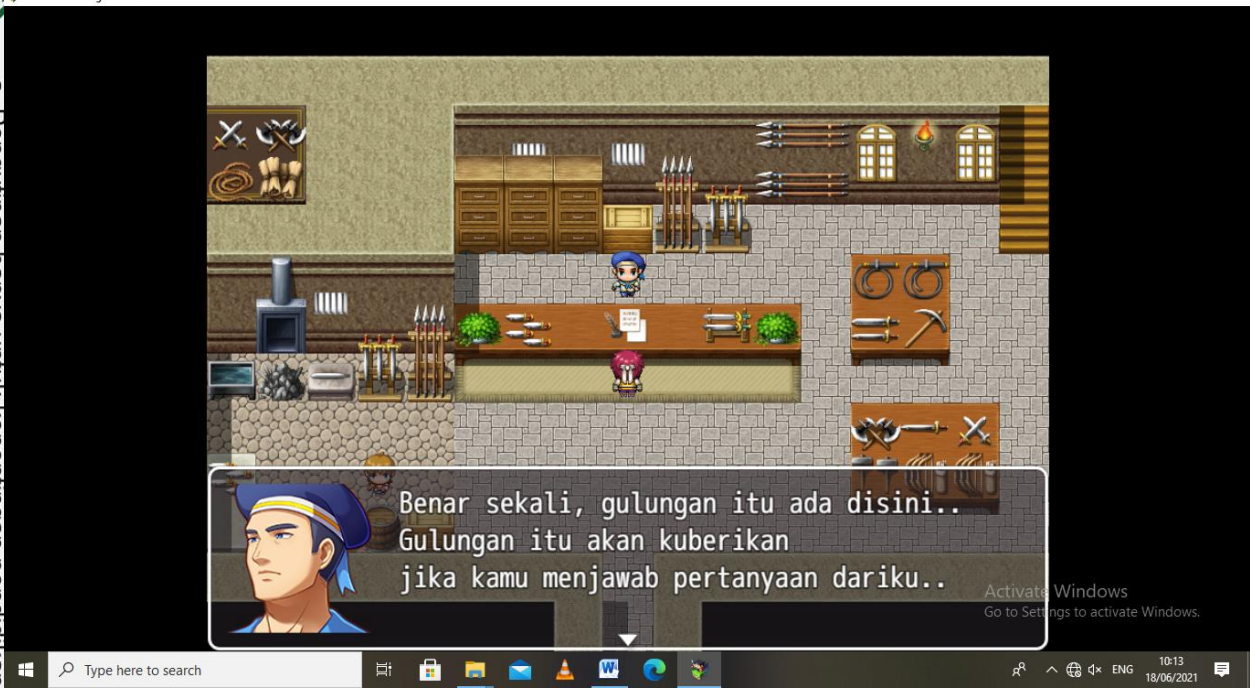 Benar sekali, gulungan itu ada disini..
Gulungan itu akan kuberikan
jika kamu menjawab pertanyaan dariku..
Activate Windows
Go to Settings to activate Windows.
Type here to search
W
ENG
10:13
18/06/2021